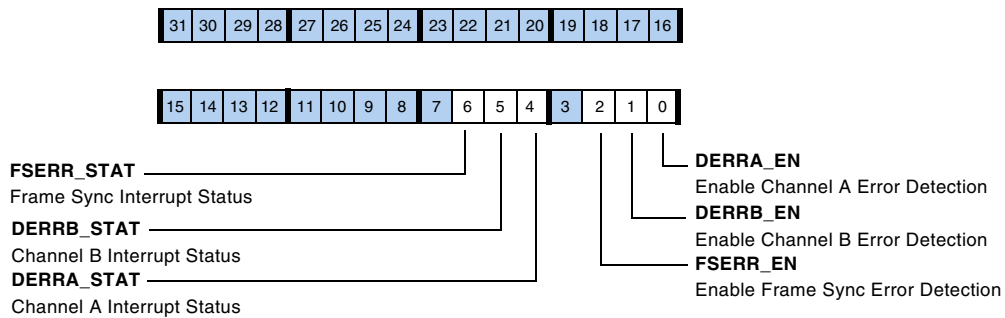 31 30 29 28 27 26 25 24 23 22 21 20 19 18 17 16
15 14 13 12 11 10 9 8 7 6 5 4 3 2 1 0
FSERR_STAT
Frame Sync Interrupt Status
DERRB_STAT
Channel B Interrupt Status
DERRA_STAT
Channel A Interrupt Status
DERRA_EN
Enable Channel A Error Detection
DERRB_EN
Enable Channel B Error Detection
FSERR_EN
Enable Frame Sync Error Detection